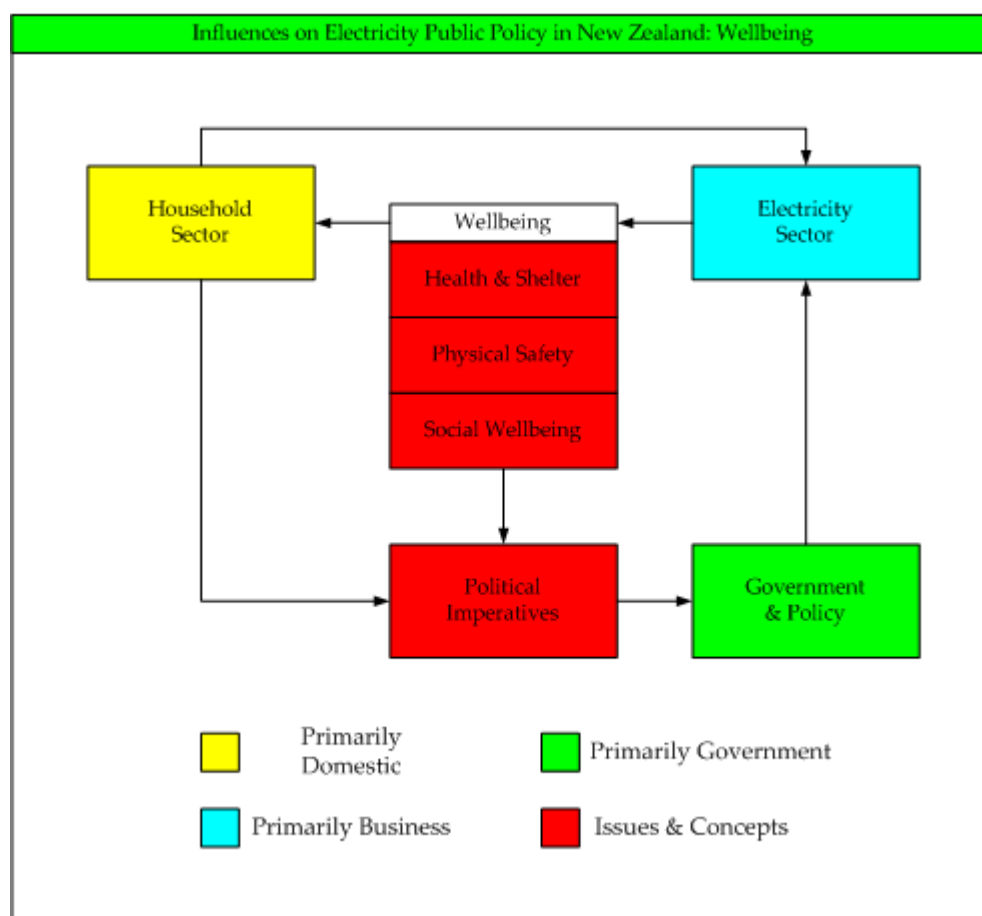 Influences on Electricity Public Policy in New Zealand: Wellbeing
Household
Sector
Wellbeing
Electricity
Sector
Health & Shelter
Physical Safety
Social Wellbeing
Political
Imperatives
Government
& Policy
Primarily
Domestic
Primarily Government
Primarily Business
Issues & Concepts